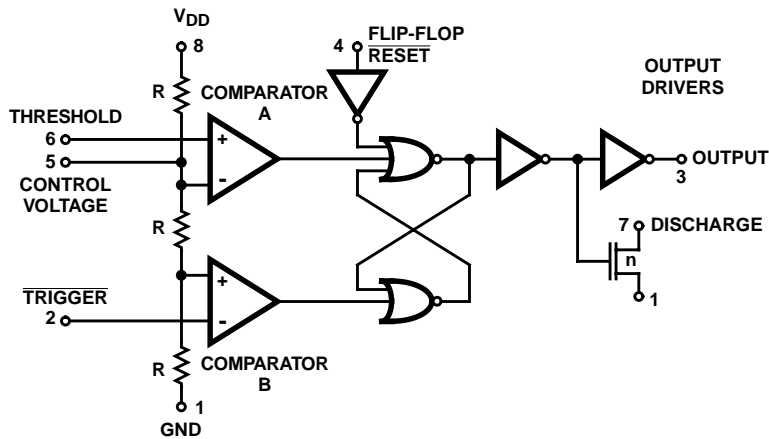 VDD
8
R
COMPARATOR
A
THRESHOLD
6
5
CONTROL
VOLTAGE
+
-
R
4
FLIP-FLOP
RESET
OUTPUT
DRIVERS
OUTPUT
3
7 DISCHARGE
n
1
TRIGGER
2
+
-
R
COMPARATOR
B
1
GND